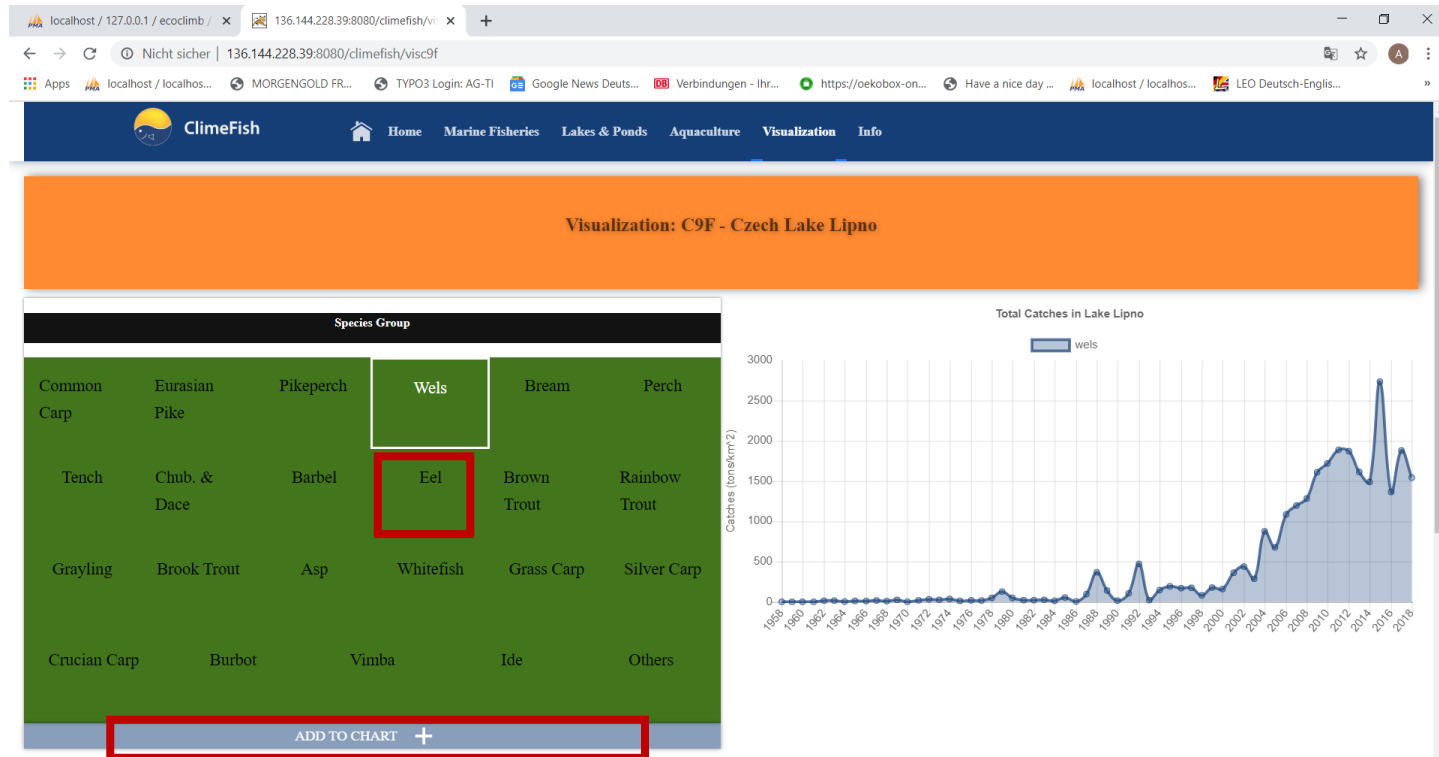 localhost / 127.0.0.1 / ecoclimb /
136.144.228.39:8080/climefish/vi
Nicht sicher | 136.144.228.39:8080/climefish/visc9f
A
Apps
PMA
localhost / localhos...
MORGENGOLD FR...
TYPO3 Login: AG-TI
Google News Deuts...
DB
Verbindungen - Ihr...
https://oekobox-on...
Have a nice day ...
localhost / localhos...
LEO Deutsch-Englis...
»
ClimeFish
Home
Marine Fisheries
Lakes & Ponds
Aquaculture
Visualization
Info
Visualization: C9F - Czech Lake Lipno
Species Group
Common
Carp
Eurasian
Pike
Pikeperch
Wels
Bream
Perch
Tench
Chub. &
Dace
Barbel
Eel
Brown
Trout
Rainbow
Trout
Grayling
Brook Trout
Asp
Whitefish
Grass Carp
Silver Carp
Crucian Carp
Burbot
Vimba
Ide
Others
ADD TO CHART +
Total Catches in Lake Lipno
wels
Catches (tons/km^2)
3000
2500
2000
1500
1000
500
0
1958
1960
1962
1964
1966
1968
1970
1972
1974
1976
1978
1980
1982
1984
1986
1988
1990
1992
1994
1996
1998
2000
2002
2004
2006
2008
2010
2012
2014
2016
2018